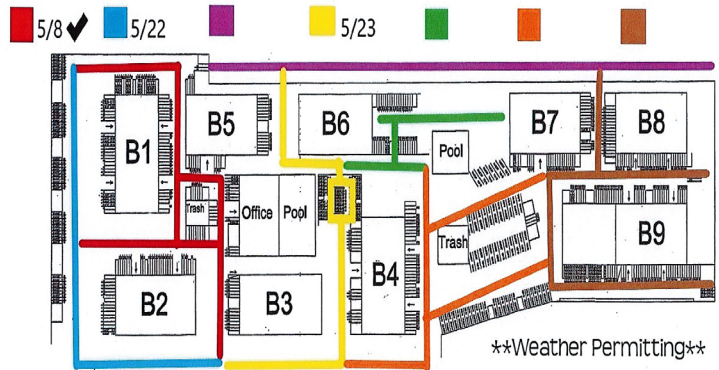 5/8 ✔ 5/22 5/23
B1
B5
B6
B7
B8
Pool
Trash
Office
Pool
Trash
B9
B4
B2
B3
**Weather Permitting**